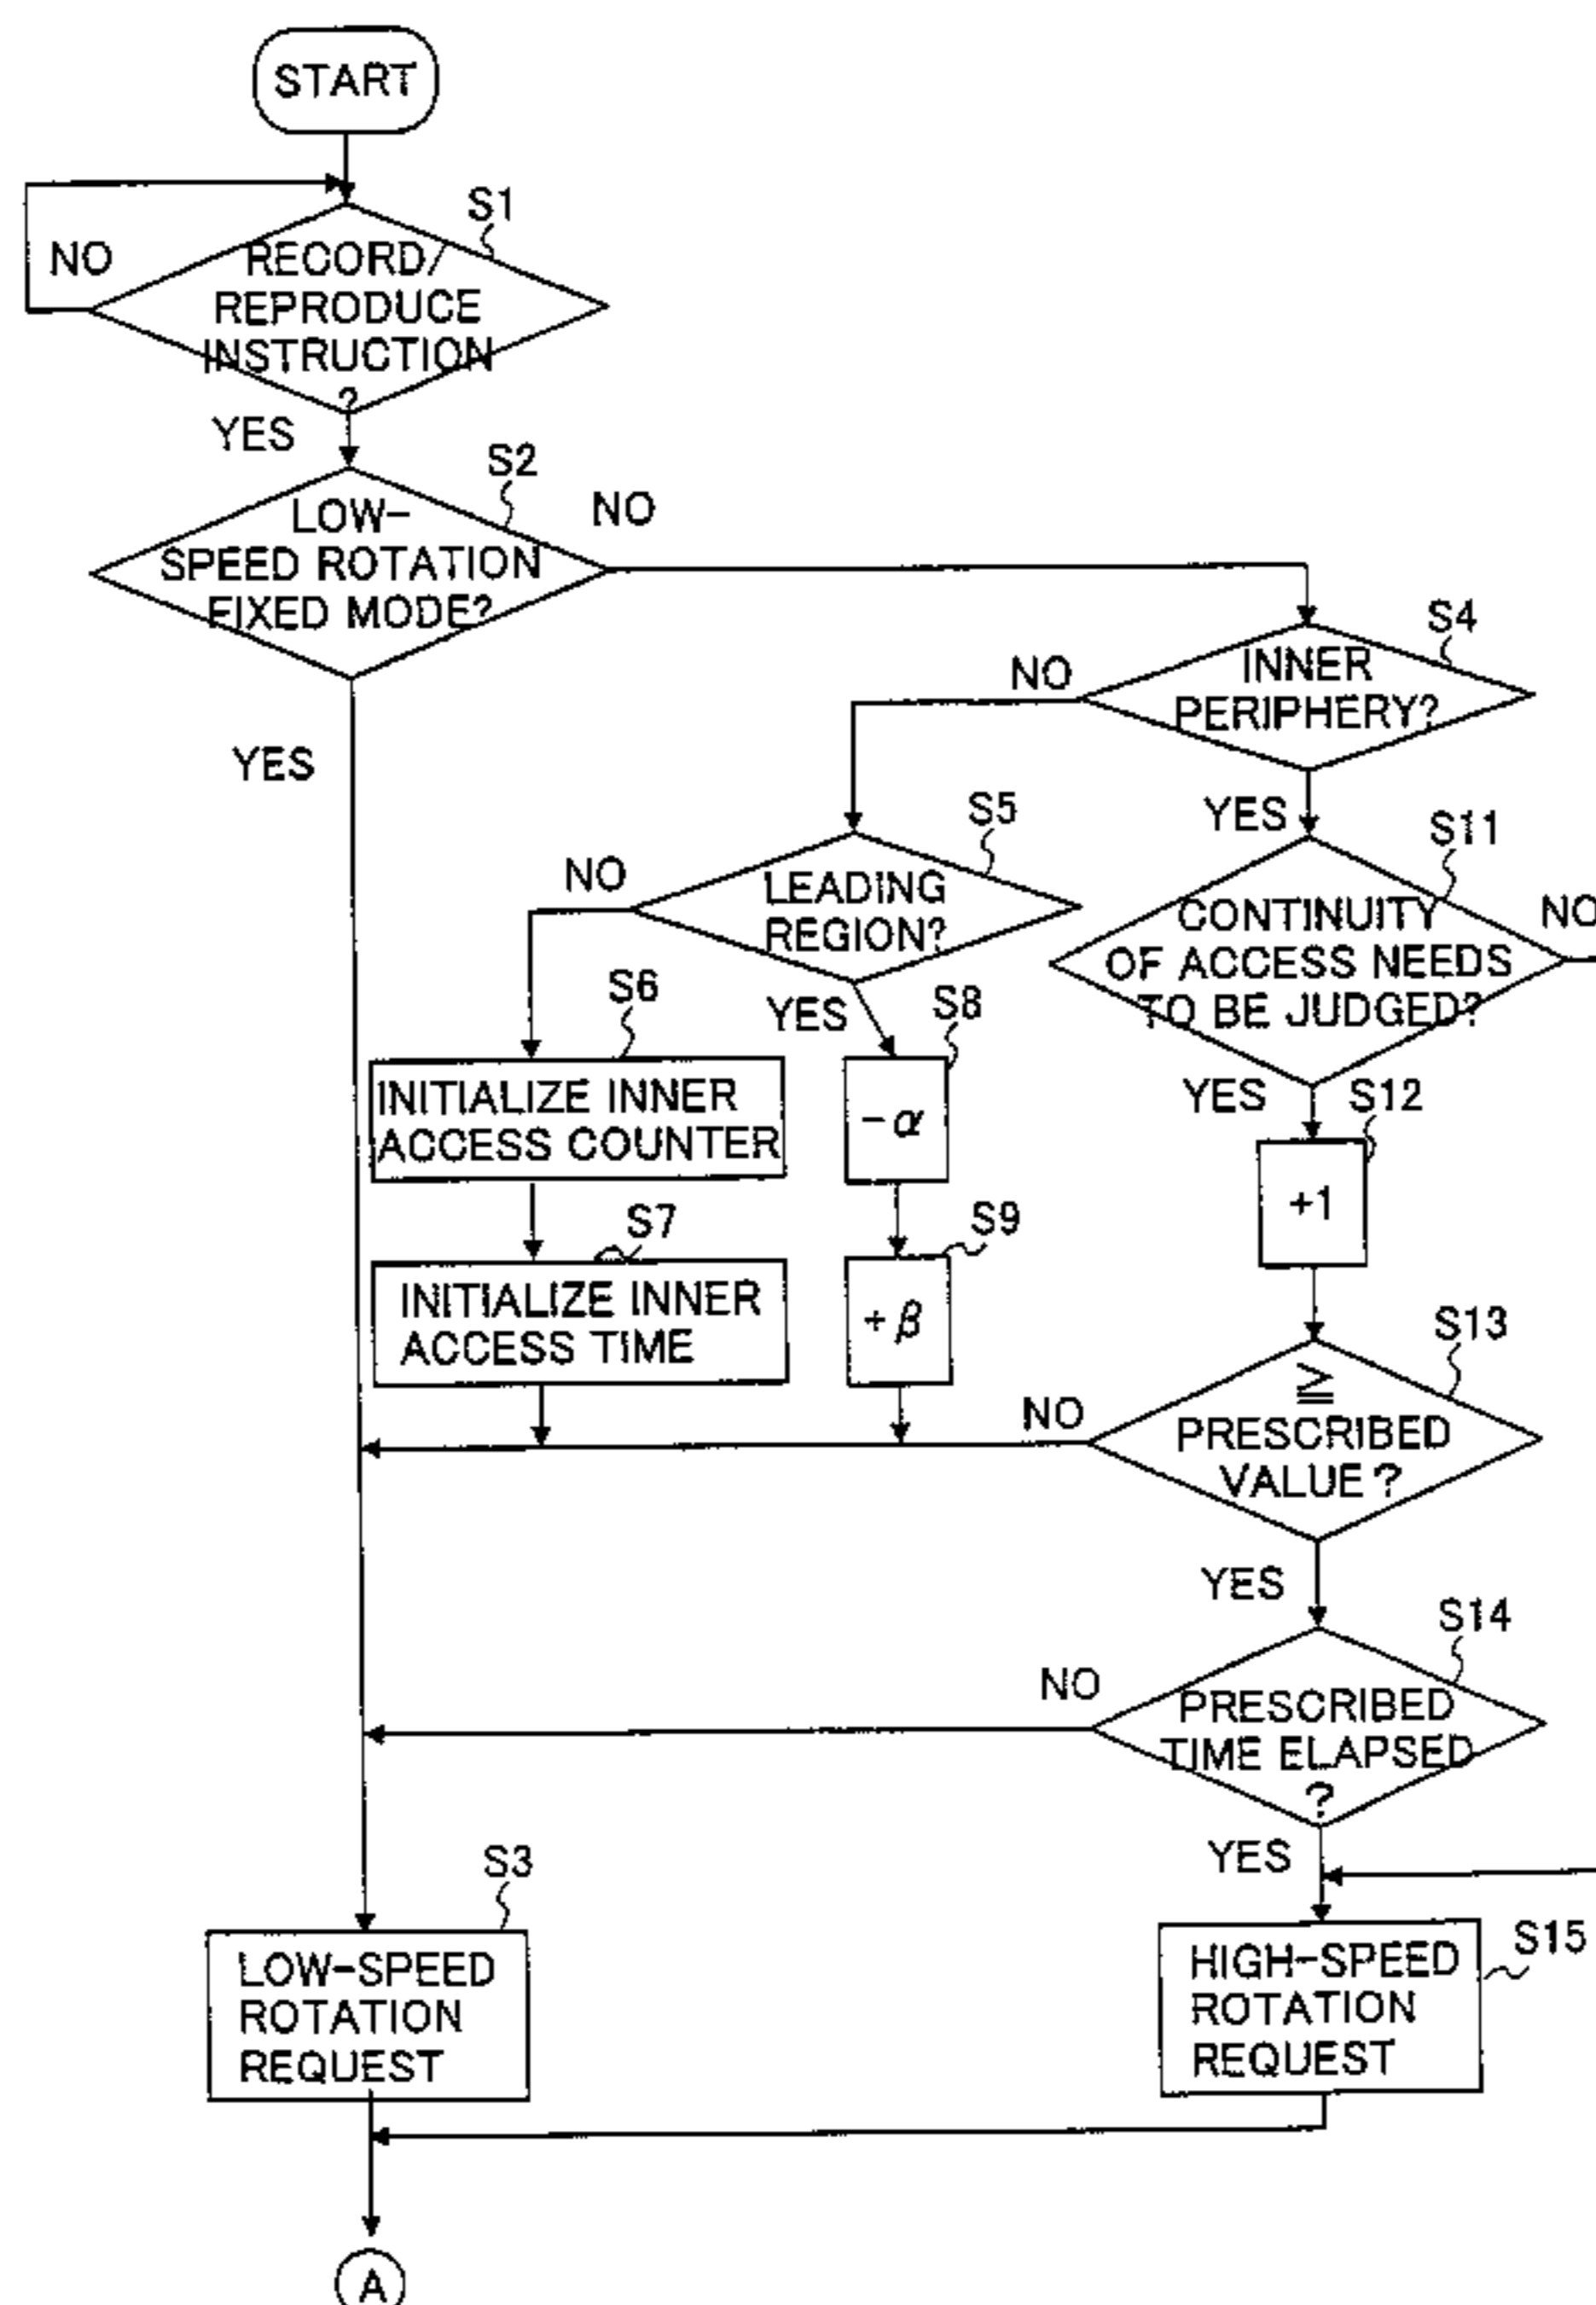 START
S1
NO
RECORD/
REPRODUCE
INSTRUCTION
?
YES
S2
NO
LOW-
SPEED ROTATION
FIXED MODE?
YES
S4
NO
INNER
PERIPHERY?
YES
S5
NO
LEADING
REGION?
YES
S11
NO
CONTINUITY
OF ACCESS NEEDS
TO BE JUDGED?
YES
S6
INITIALIZE INNER
ACCESS COUNTER
S8
-α
S12
+1
S7
INITIALIZE INNER
ACCESS TIME
S9
+β
S13
NO
≧
PRESCRIBED
VALUE?
YES
S14
NO
PRESCRIBED
TIME ELAPSED
?
YES
S3
LOW-SPEED
ROTATION
REQUEST
S15
HIGH-SPEED
ROTATION
REQUEST
A